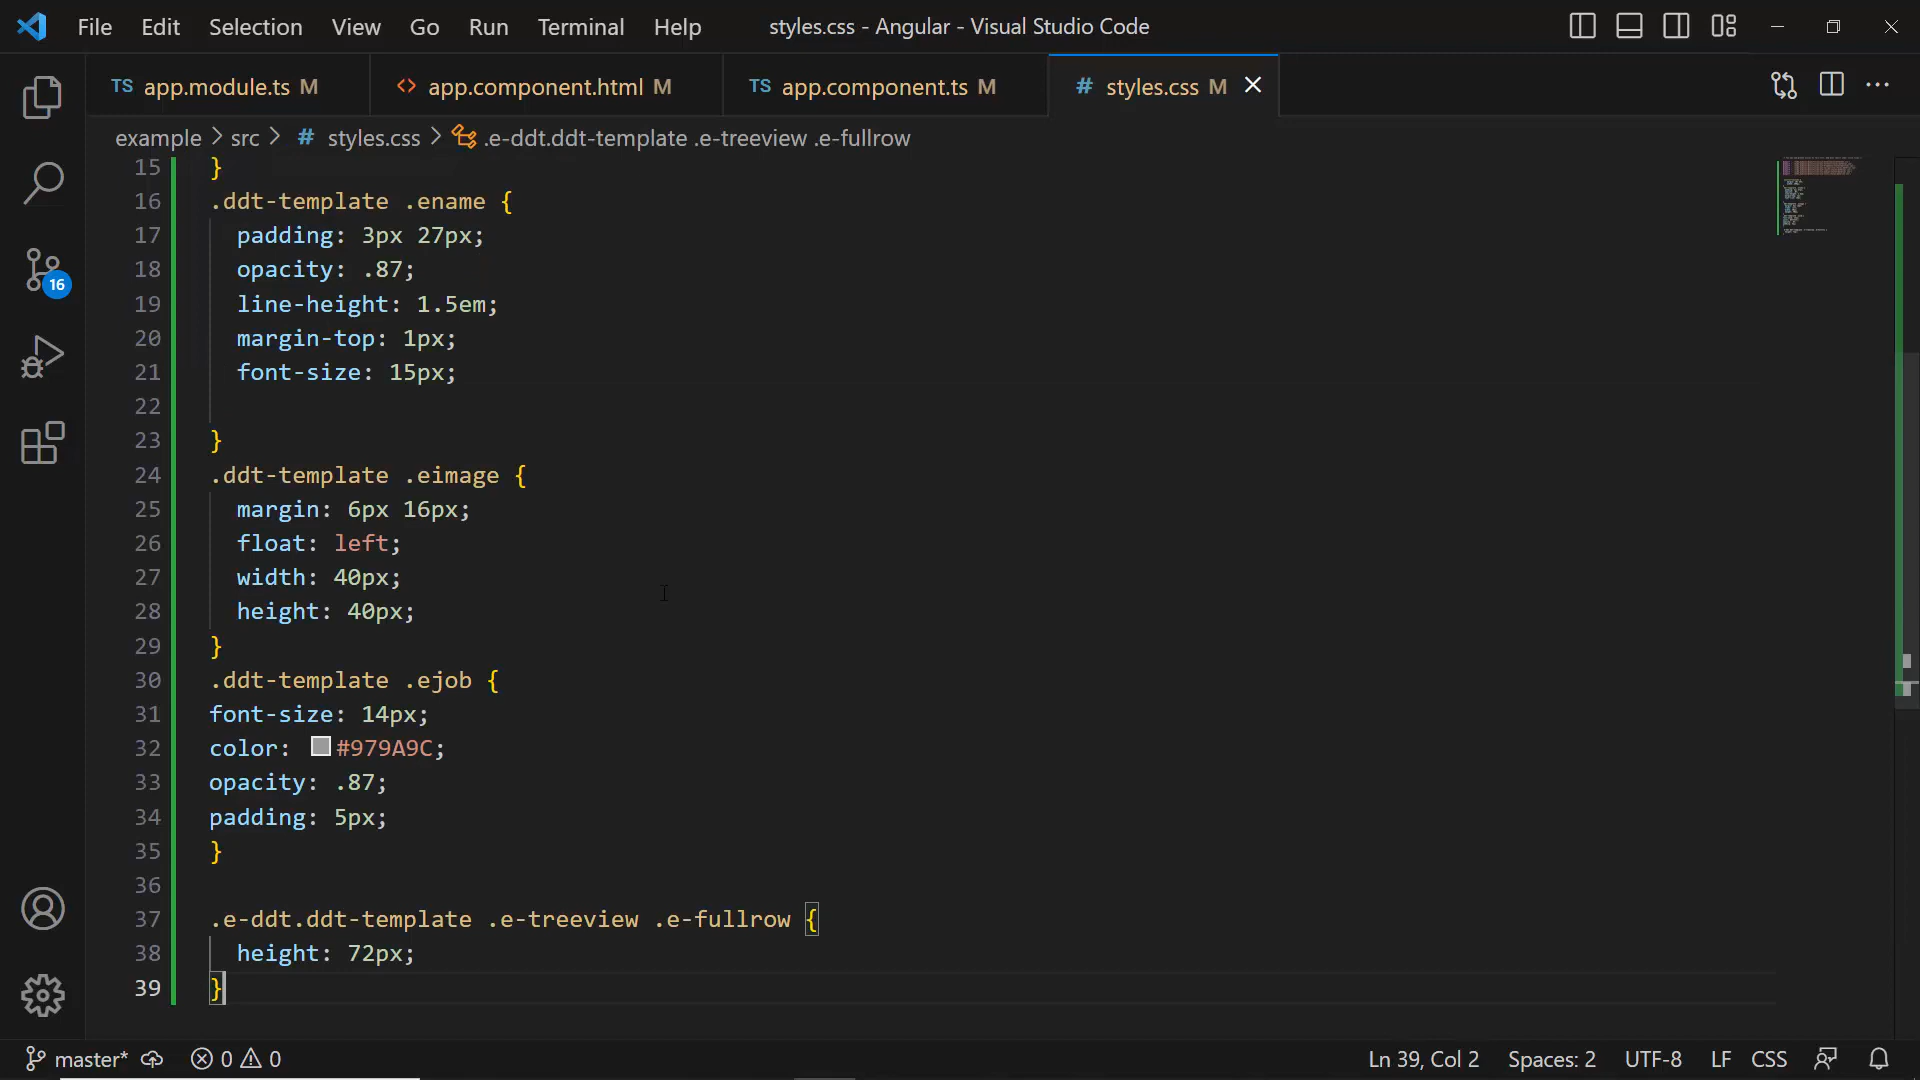 File Edit Selection View Go Run Terminal Help styles.css - Angular - Visual Studio Code
TS app.module.ts M <> app.component.html M TS app.component.ts M # styles.css M
example > src > # styles.css > .e-ddt.ddt-template .e-treeview .e-fullrow
15 }
16 .ddt-template .ename {
17 padding: 3px 27px;
18 opacity: .87;
19 line-height: 1.5em;
20 margin-top: 1px;
21 font-size: 15px;
22
23 }
24 .ddt-template .eimage {
25 margin: 6px 16px;
26 float: left;
27 width: 40px;
28 height: 40px;
29 }
30 .ddt-template .ejob {
31 font-size: 14px;
32 color: #979A9C;
33 opacity: .87;
34 padding: 5px;
35 }
36
37 .e-ddt.ddt-template .e-treeview .e-fullrow {
38 height: 72px;
39 }
16
master* 0 0 Ln 39, Col 2 Spaces: 2 UTF-8 LF CSS